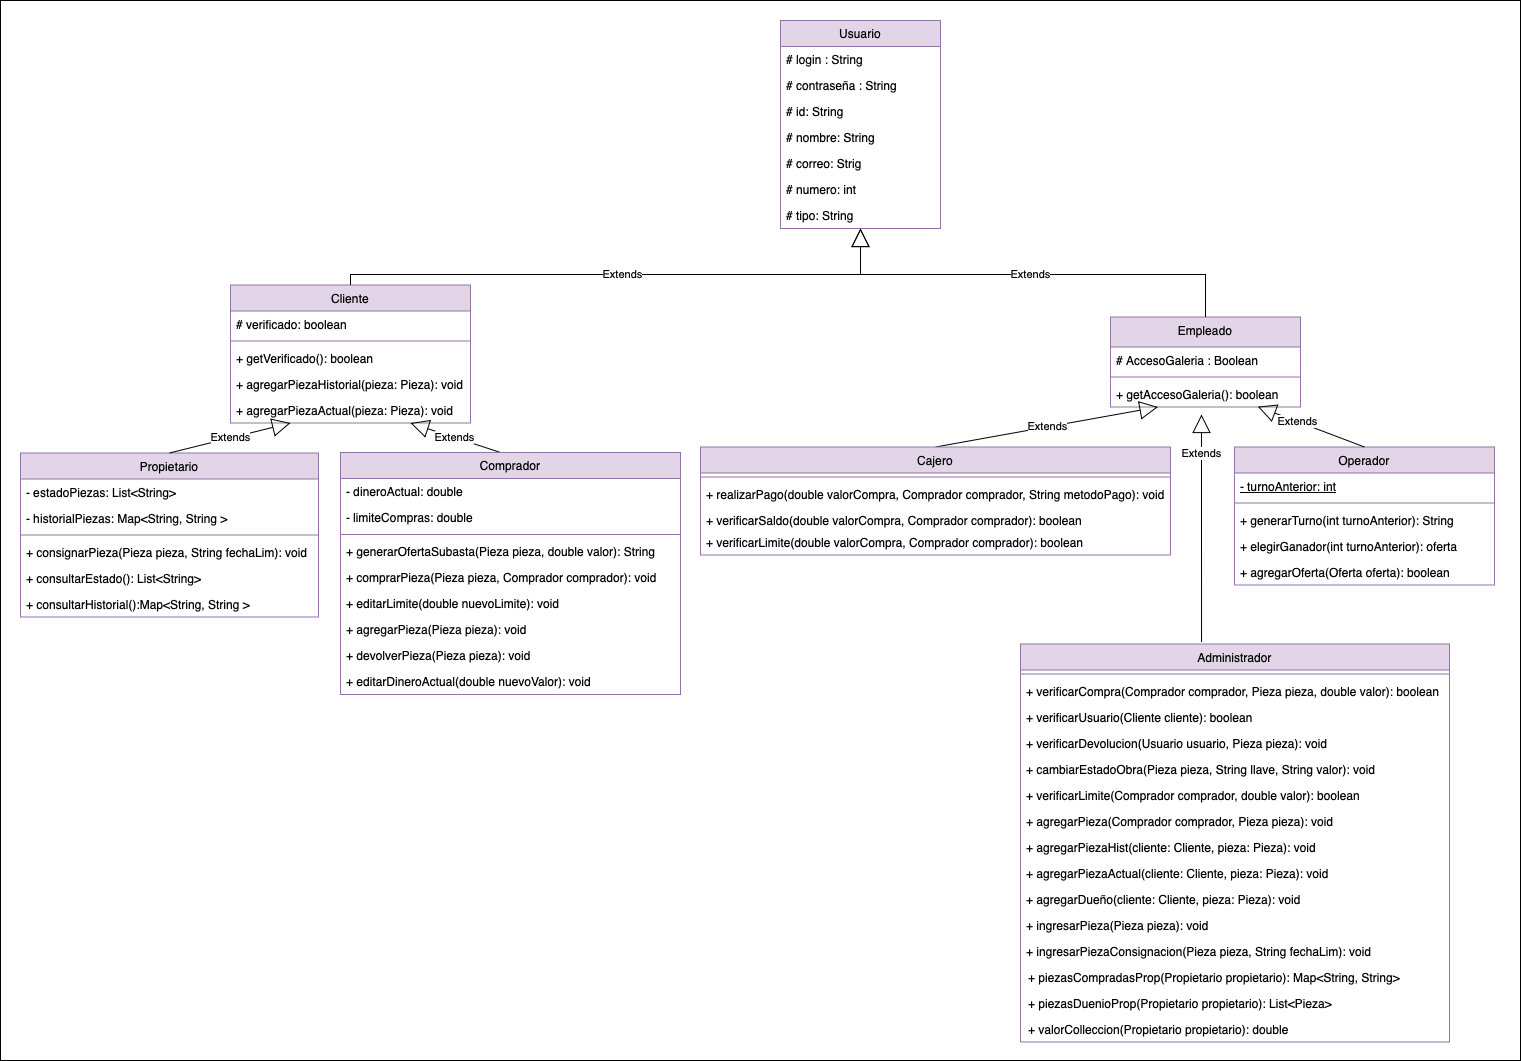 Usuario
# login : String
# contraseña : String
# id: String
# nombre: String
# correo: Strig
# numero: int
# tipo: String
Extends
Extends
Cliente
# verificado: boolean
+ getVerificado(): boolean
+ agregarPiezaHistorial(pieza: Pieza): void
+ agregarPiezaActual(pieza: Pieza): void
Empleado
# AccesoGaleria : Boolean
+ getAccesoGaleria(): boolean
Extends
Extends
Extends
Extends
Extends
Propietario
- estadoPiezas: List<String>
- historialPiezas: Map<String, String >
+ consignarPieza(Pieza pieza, String fechaLim): void
+ consultarEstado(): List<String>
+ consultarHistorial():Map<String, String >
Comprador
- dineroActual: double
- limiteCompras: double
+ generarOfertaSubasta(Pieza pieza, double valor): String
+ comprarPieza(Pieza pieza, Comprador comprador): void
+ editarLimite(double nuevoLimite): void
+ agregarPieza(Pieza pieza): void
+ devolverPieza(Pieza pieza): void
+ editarDineroActual(double nuevoValor): void
Cajero
+ realizarPago(double valorCompra, Comprador comprador, String metodoPago): void
+ verificarSaldo(double valorCompra, Comprador comprador): boolean
+ verificarLimite(double valorCompra, Comprador comprador): boolean
Operador
- turnoAnterior: int
+ generarTurno(int turnoAnterior): String
+ elegirGanador(int turnoAnterior): oferta
+ agregarOferta(Oferta oferta): boolean
Administrador
+ verificarCompra(Comprador comprador, Pieza pieza, double valor): boolean
+ verificarUsuario(Cliente cliente): boolean
+ verificarDevolucion(Usuario usuario, Pieza pieza): void
+ cambiarEstadoObra(Pieza pieza, String llave, String valor): void
+ verificarLimite(Comprador comprador, double valor): boolean
+ agregarPieza(Comprador comprador, Pieza pieza): void
+ agregarPiezaHist(cliente: Cliente, pieza: Pieza): void
+ agregarPiezaActual(cliente: Cliente, pieza: Pieza): void
+ agregarDueño(cliente: Cliente, pieza: Pieza): void
+ ingresarPieza(Pieza pieza): void
+ ingresarPiezaConsignacion(Pieza pieza, String fechaLim): void
+ piezasCompradasProp(Propietario propietario): Map<String, String>
+ piezasDuenioProp(Propietario propietario): List<Pieza>
+ valorColleccion(Propietario propietario): double